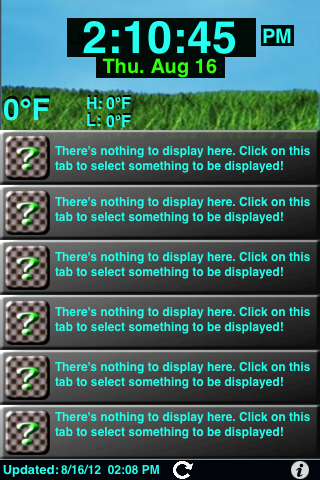 2:10:45 PM
Thu. Aug 16
0°F
H: 0°F
L: 0°F
?
There's nothing to display here. Click on this
tab to select something to be displayed!
?
There's nothing to display here. Click on this
tab to select something to be displayed!
?
There's nothing to display here. Click on this
tab to select something to be displayed!
?
There's nothing to display here. Click on this
tab to select something to be displayed!
?
There's nothing to display here. Click on this
tab to select something to be displayed!
?
There's nothing to display here. Click on this
tab to select something to be displayed!
Updated: 8/16/12 02:08 PM
i